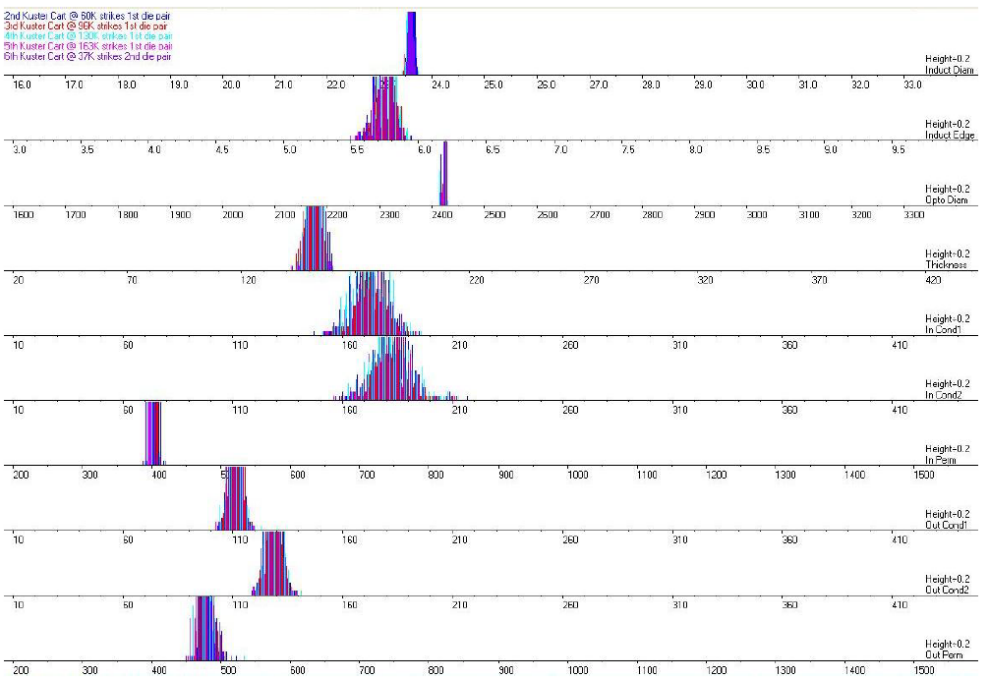 2nd Kuster Cart @ 60K strikes 1st die pair
3rd Kuster Cart @ 96K strikes 1st die pair
4th Kuster Cart @ 130K strikes 1st die pair
5th Kuster Cart @ 163K strikes 1st die pair
6th Kuster Cart @ 37K strikes 2nd die pair
Height=0.2
Induct Diam
16.0 17.0 18.0 19.0 20.0 21.0 22.0 24.0 25.0 26.0 27.0 28.0 29.0 30.0 31.0 32.0 33.0
Height=0.2
Induct Edge
3.0 3.5 4.0 4.5 5.0 5.5 6.0 6.5 7.0 7.5 8.0 8.5 9.0 9.5
Height=0.2
Opto Diam
1600 1700 1800 1900 2000 2100 2200 2300 2400 2500 2600 2700 2800 2900 3000 3100 3200 3300
Height=0.2
Thickness
20 70 120 220 270 320 370 420
Height=0.2
In Cond1
10 60 110 160 210 260 310 360 410
Height=0.2
In Cond2
10 60 110 160 210 260 310 360 410
Height=0.2
In Perm
200 300 400 600 700 800 900 1000 1100 1200 1300 1400 1500
Height=0.2
Out Cond1
10 60 110 160 210 260 310 360 410
Height=0.2
Out Cond2
10 60 110 160 210 260 310 360 410
Height=0.2
Out Perm
200 300 400 500 600 700 800 900 1000 1100 1200 1300 1400 1500